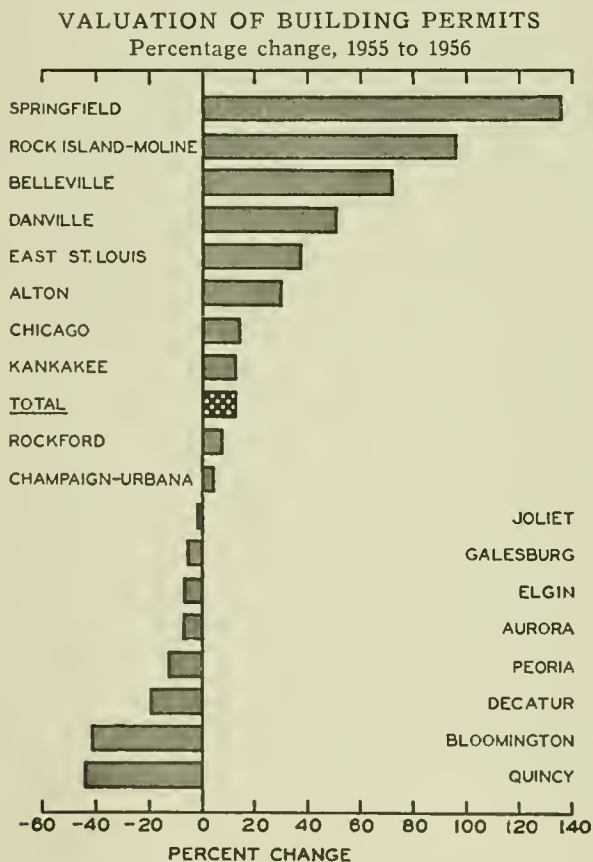 VALUATION OF BUILDING PERMITS
Percentage change, 1955 to 1956
SPRINGFIELD
ROCK ISLAND-MOLINE
BELLEVILLE
DANVILLE
EAST ST. LOUIS
ALTON
CHICAGO
KANKAKEE
TOTAL
ROCKFORD
CHAMPAIGN-URBANA
JOLIET
GALESBURG
ELGIN
AURORA
PEORIA
DECATUR
BLOOMINGTON
QUINCY
-60 -40 -20 0 20 40 60 80 100 120 140
PERCENT CHANGE